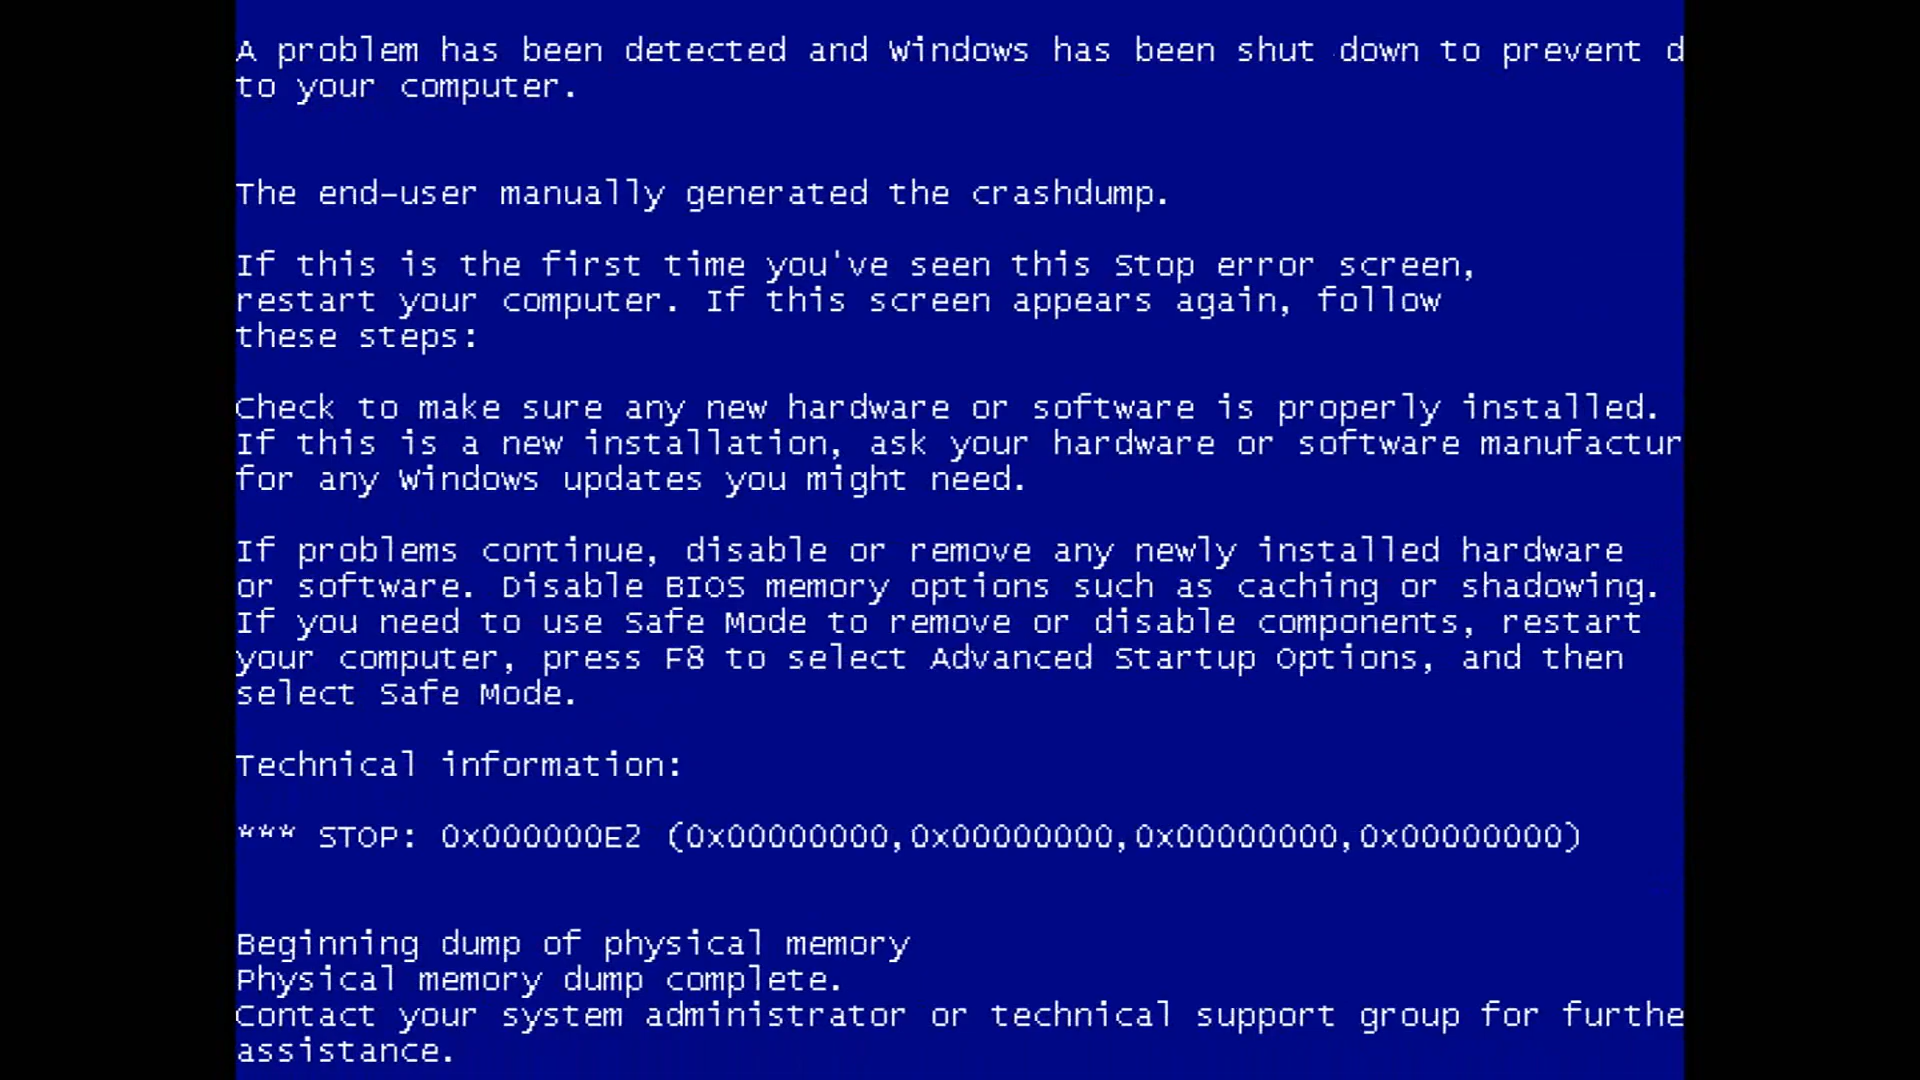 A problem has been detected and Windows has been shut down to prevent d
to your computer.
The end-user manually generated the crashdump.
If this is the first time you've seen this Stop error screen,
restart your computer. If this screen appears again, follow
these steps:
Check to make sure any new hardware or software is properly installed.
If this is a new installation, ask your hardware or software manufactur
for any Windows updates you might need.
If problems continue, disable or remove any newly installed hardware
or software. Disable BIOS memory options such as caching or shadowing.
If you need to use Safe Mode to remove or disable components, restart
your computer, press F8 to select Advanced Startup Options, and then
select Safe Mode.
Technical information:
*** STOP: 0x000000E2 (0x00000000,0x00000000,0x00000000,0x00000000)
Beginning dump of physical memory
Physical memory dump complete.
Contact your system administrator or technical support group for furthe
assistance.